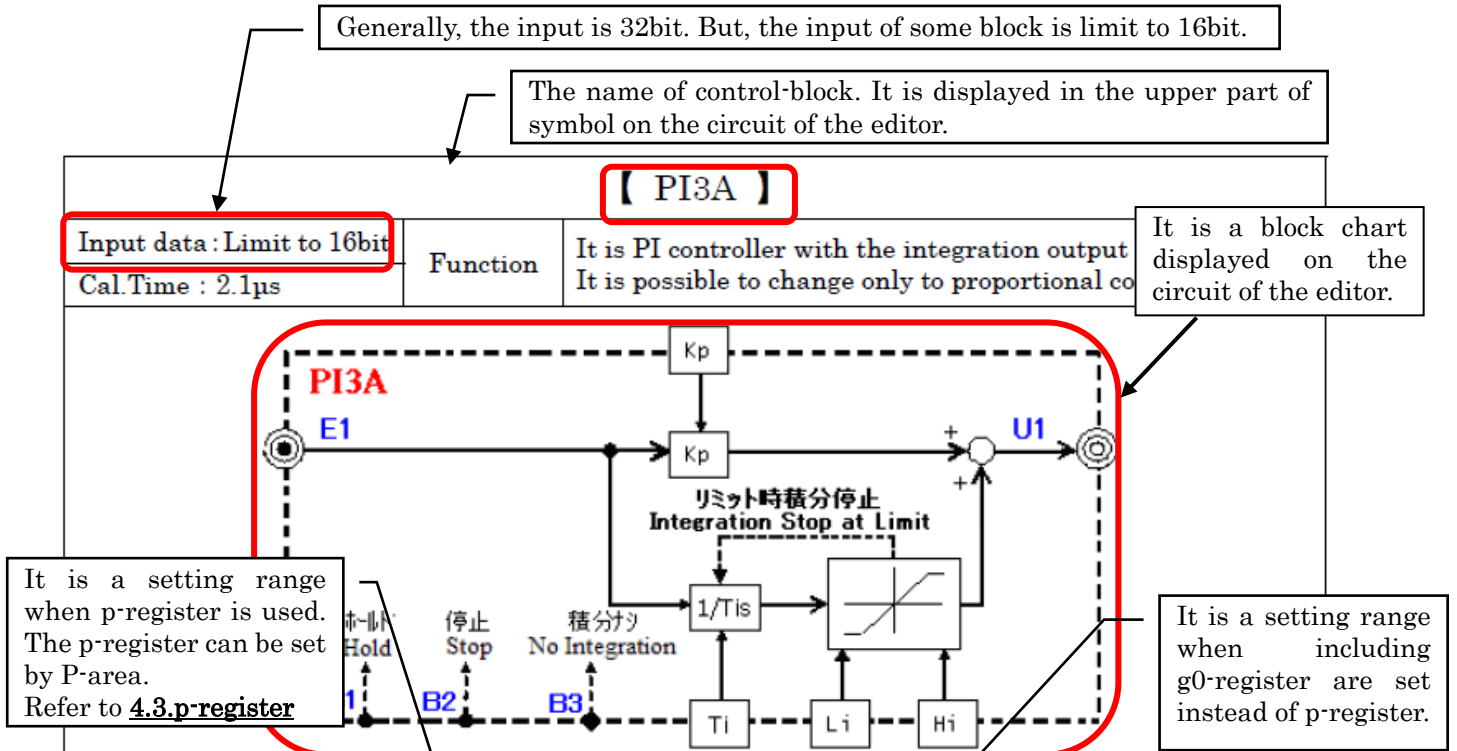 Generally, the input is 32bit. But, the input of some block is limit to 16bit.
The name of control-block. It is displayed in the upper part of
symbol on the circuit of the editor.
【 PI3A 】
Input data : Limit to 16bit
Cal.Time : 2.1μs
Function
It is PI controller with the integration output
It is possible to change only to proportional co
It is a block chart
displayed on the
circuit of the editor.
Kp
PI3A
E1
Kp
+
U1
+
リミット時積分停止
Integration Stop at Limit
1/Tis
It is a setting range
when p-register is used.
The p-register can be set
by P-area.
Refer to 4.3.p-register
ホールド
Hold
停止
Stop
積分ナシ
No Integration
1
B2
B3
Ti
Li
Hi
It is a setting range
when including
g0-register are set
instead of p-register.